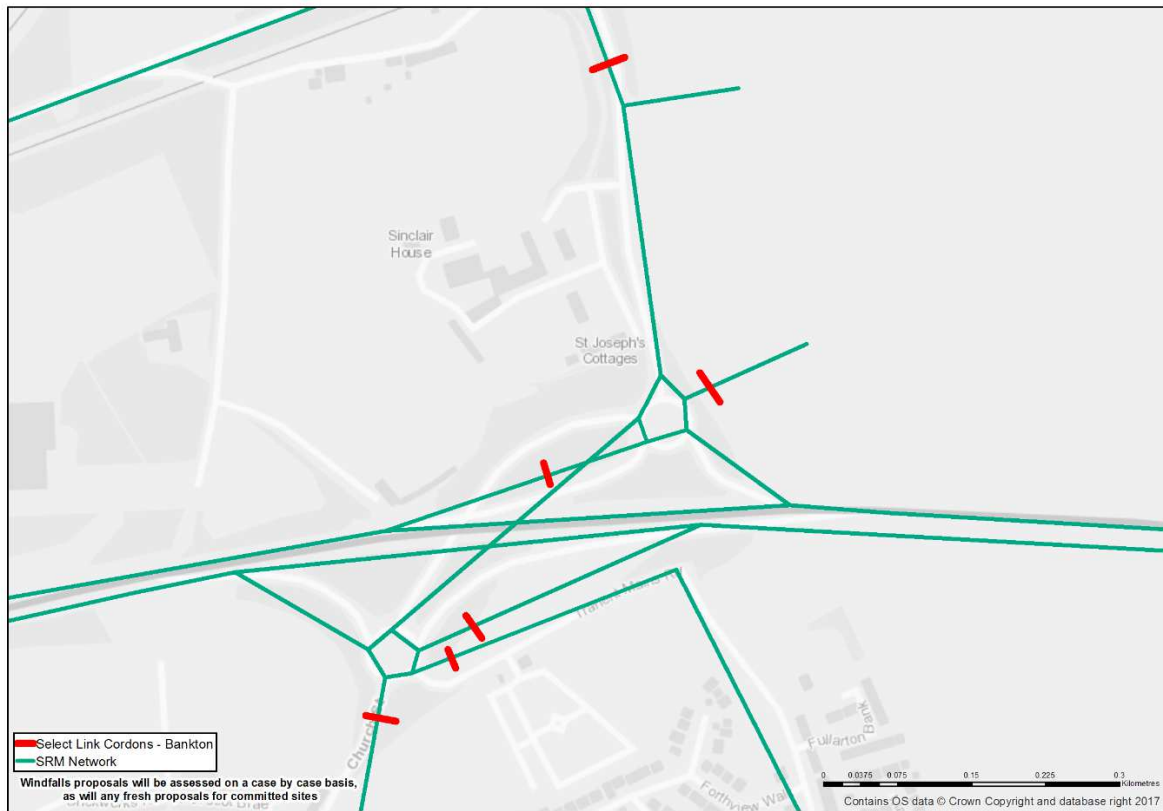 Sinclair
House
St Joseph's
Cottages
Church St
Fullarton
Bank
Forthview Wal
Select Link Cordons - Bankton
SRM Network
Windfalls proposals will be assessed on a case by case basis,
as will any fresh proposals for committed sites
0 0.0375 0.075 0.15 0.225 0.3
Kilometres
Contains OS data © Crown Copyright and database right 2017